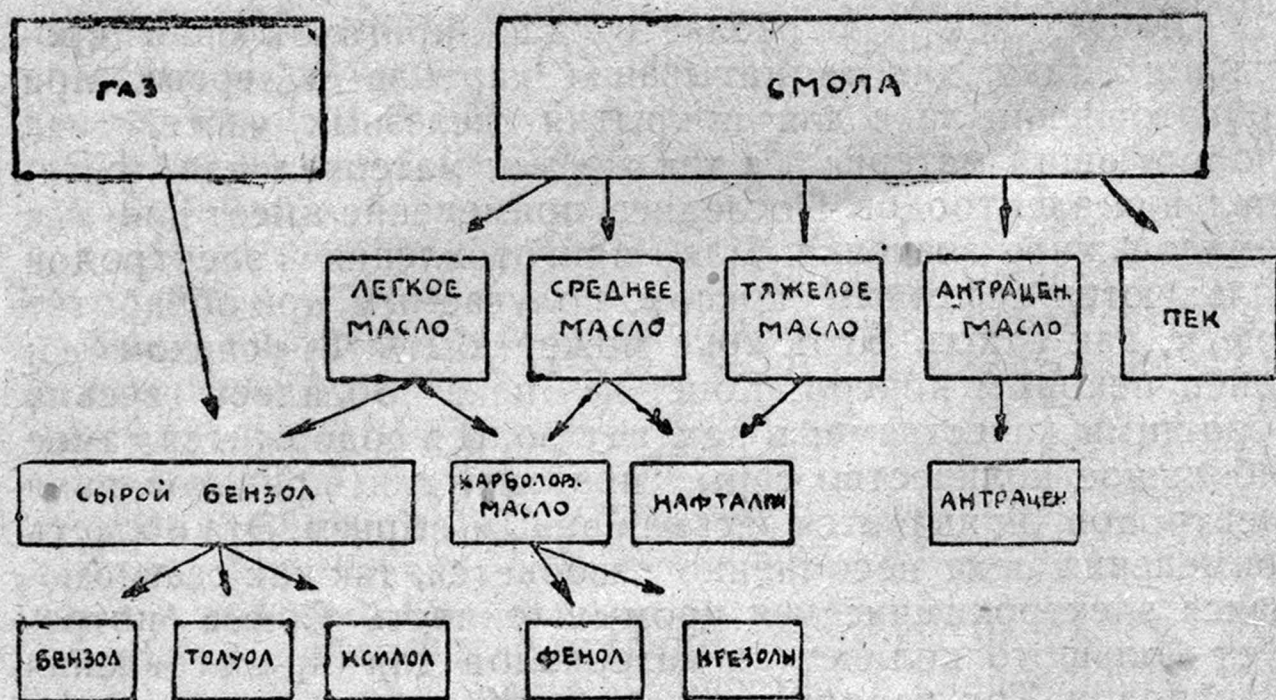 ГАЗ
СМОЛА
ЛЕГКОЕ
МАСЛО
СРЕДНЕЕ
МАСЛО
ТЯЖЕЛОЕ
МАСЛО
АНТРАЦЕН.
МАСЛО
ПЕК
СЫРОЙ БЕНЗОЛ
КАРБОЛОВ.
МАСЛО
НАФТАЛИН
АНТРАЦЕН
БЕНЗОЛ
ТОЛУОЛ
КСИЛОЛ
ФЕНОЛ
КРЕЗОЛЫ